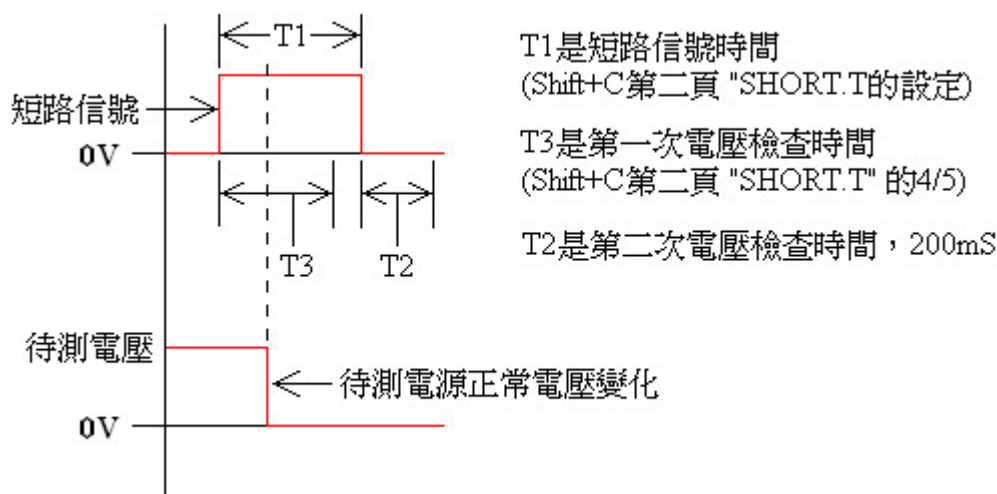 T1
短路信號
0V
T3
T2
待測電壓
待測電源正常電壓變化
0V
T1是短路信號時間
(Shift+C第二頁 "SHORT.T的設定)
T3是第一次電壓檢查時間
(Shift+C第二頁 "SHORT.T" 的4/5)
T2是第二次電壓檢查時間，200mS